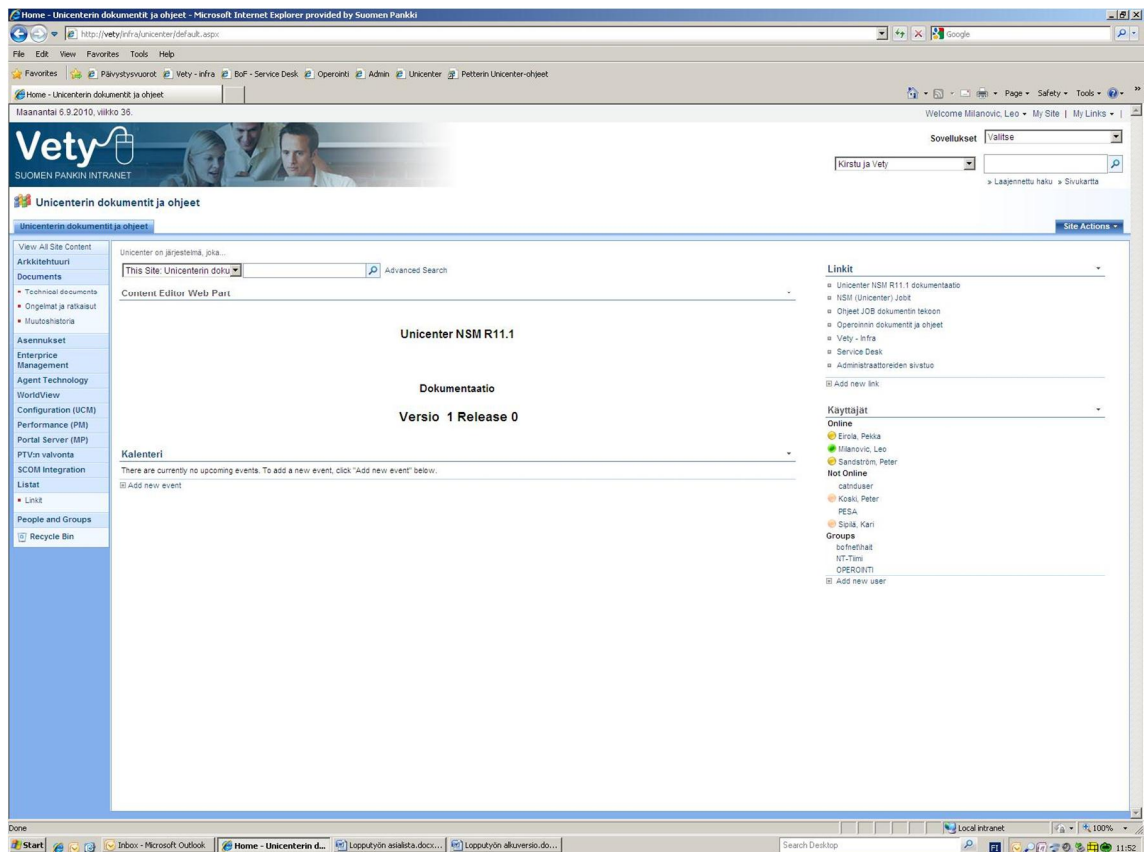 Home - Unicenterin dokumentit ja ohjeet - Microsoft Internet Explorer provided by Suomen Pankki
http://vety/infra/unicenter/default.aspx
Google
File Edit View Favorites Tools Help
Favorites Päivystysvuorot Vety - infra BoF - Service Desk Operointi Admin Unicenter Petterin Unicenter-ohjeet
Home - Unicenterin dokumentit ja ohjeet
Page Safety Tools
Maanantai 6.9.2010, viikko 36.
Welcome Milanovic, Leo My Site | My Links |
Vety
SUOMEN PANKIN INTRANET
Sovellukset Valitse
Kirstu ja Vety
» Laajennettu haku » Sivukartta
Unicenterin dokumentit ja ohjeet
Unicenterin dokumentit ja ohjeet
Site Actions
View All Site Content
Arkkitehtuuri
Documents
Technical documents
Ongelmat ja ratkaisut
Muutoshistoria
Asennukset
Enterprice
Management
Agent Technology
WorldView
Configuration (UCM)
Performance (PM)
Portal Server (MP)
PTV:n valvonta
SCOM Integration
Listat
Linkit
People and Groups
Recycle Bin
Unicenter on järjestelmä, joka...
This Site: Unicenterin doku
Advanced Search
Content Editor Web Part
Unicenter NSM R11.1
Dokumentaatio
Versio 1 Release 0
Kalenteri
There are currently no upcoming events. To add a new event, click "Add new event" below.
Add new event
Linkit
Unicenter NSM R11.1 dokumentaatio
NSM (Unicenter) Jobit
Ohjeet JOB dokumentin tekoon
Operoinnin dokumentit ja ohjeet
Vety - Infra
Service Desk
Administraattoreiden sivstuo
Add new link
Käyttäjät
Online
Eirola, Pekka
Milanovic, Leo
Sandström, Peter
Not Online
catnduser
Koski, Peter
PESA
Sipilä, Kari
Groups
bofnet\hait
NT-Tiimi
OPEROINTI
Add new user
Done
Local intranet
100%
Start
Inbox - Microsoft Outlook
Home - Unicenterin d...
Lopputyön asialista.docx...
Lopputyön alkuversio.do...
Search Desktop
FI
11:52